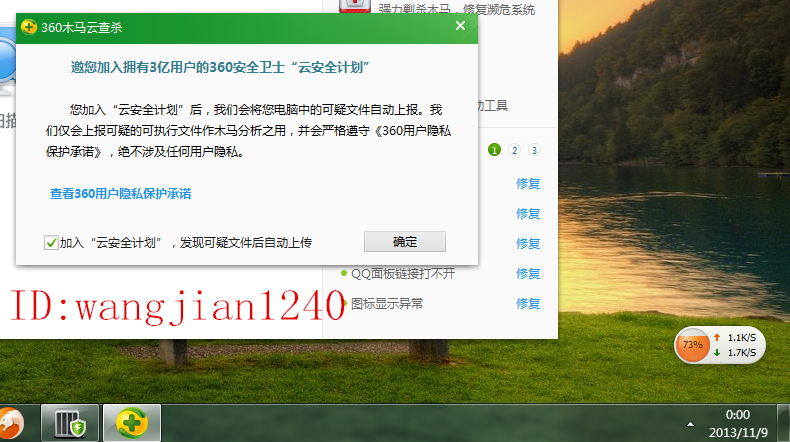 强力剿杀木马，修复濒危系统
360木马云查杀
邀您加入拥有3亿用户的360安全卫士“云安全计划”
您加入“云安全计划”后，我们会将您电脑中的可疑文件自动上报。我
们仅会上报可疑的可执行文件作木马分析之用，并会严格遵守《360用户隐私
保护承诺》，绝不涉及任何用户隐私。
查看360用户隐私保护承诺
加入“云安全计划”，发现可疑文件后自动上传
确定
扫描
工具
1 2 3
修复
修复
修复
QQ面板链接打不开 修复
图标显示异常 修复
ID:wangjian1240
73%
1.1K/S
1.7K/S
0:00
2013/11/9